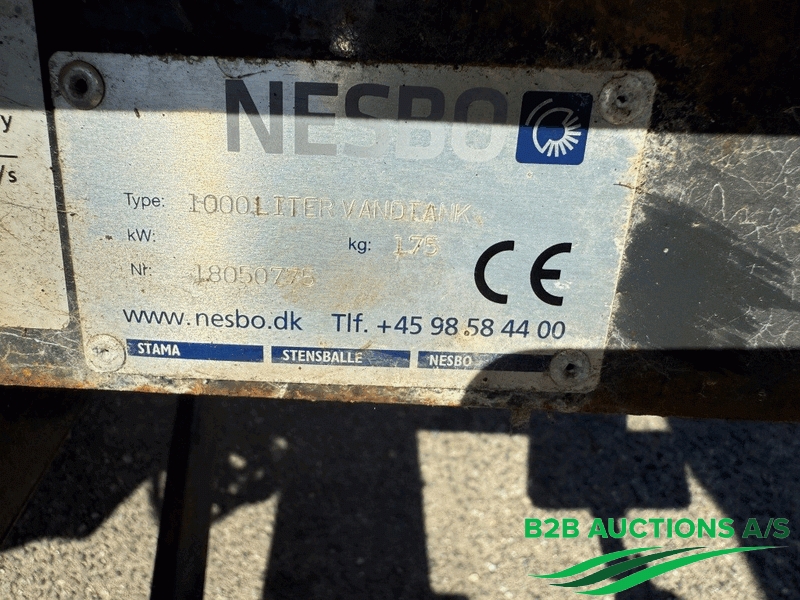 y
/s
NESBO
Type: 1000LITER VANDTANK
kW: kg: 175
Nr: 18050775
CE
www.nesbo.dk Tlf. +45 98 58 44 00
STAMA STENSBALLE NESBO
B2B AUCTIONS A/S